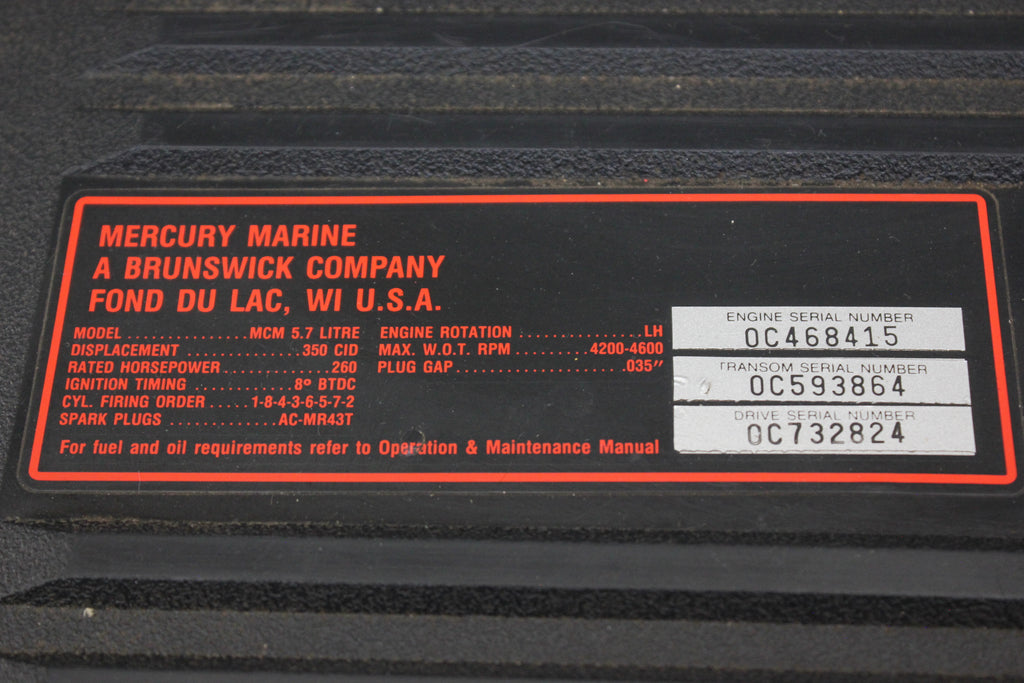 MERCURY MARINE
A BRUNSWICK COMPANY
FOND DU LAC, WI U.S.A.
MODEL ............... MCM 5.7 LITRE
DISPLACEMENT .............. 350 CID
RATED HORSEPOWER ................. 260
IGNITION TIMING ............ 8º BTDC
CYL. FIRING ORDER ..... 1-8-4-3-6-5-7-2
SPARK PLUGS ............. AC-MR43T
ENGINE ROTATION .............. LH
MAX. W.O.T. RPM ......... 4200-4600
PLUG GAP .................... .035"
For fuel and oil requirements refer to Operation & Maintenance Manual
ENGINE SERIAL NUMBER
0C468415
TRANSOM SERIAL NUMBER
0C593864
DRIVE SERIAL NUMBER
0C732824